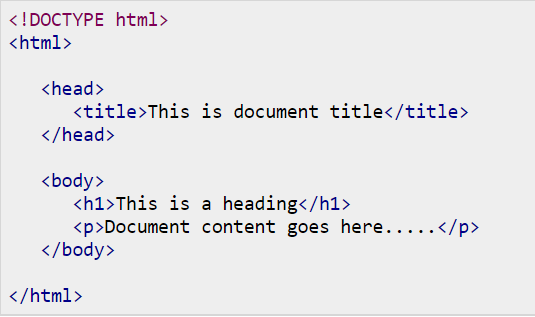 <!DOCTYPE html>
<html>
<head>
<title>This is document title</title>
</head>
<body>
<h1>This is a heading</h1>
<p>Document content goes here.....</p>
</body>
</html>